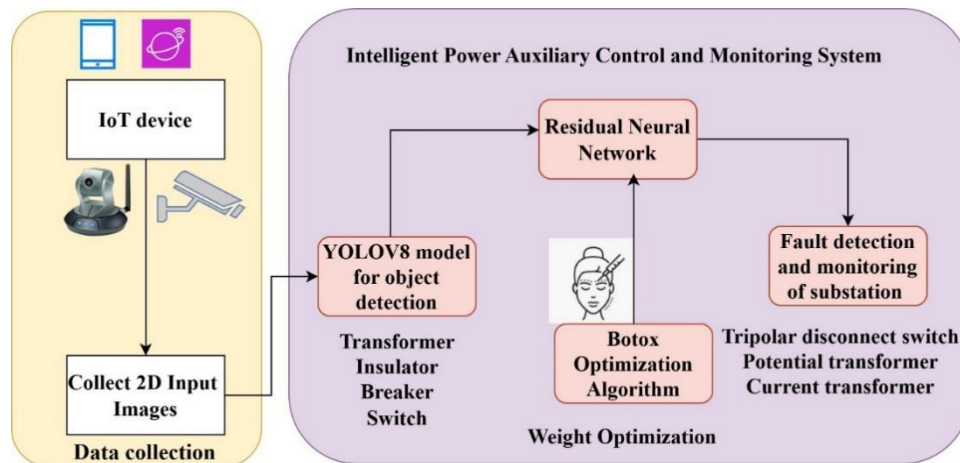 IoT device
Collect 2D Input
Images
Data collection
Intelligent Power Auxiliary Control and Monitoring System
Residual Neural
Network
YOLOV8 model
for object
detection
Transformer
Insulator
Breaker
Switch
Botox
Optimization
Algorithm
Weight Optimization
Fault detection
and monitoring
of substation
Tripolar disconnect switch
Potential transformer
Current transformer